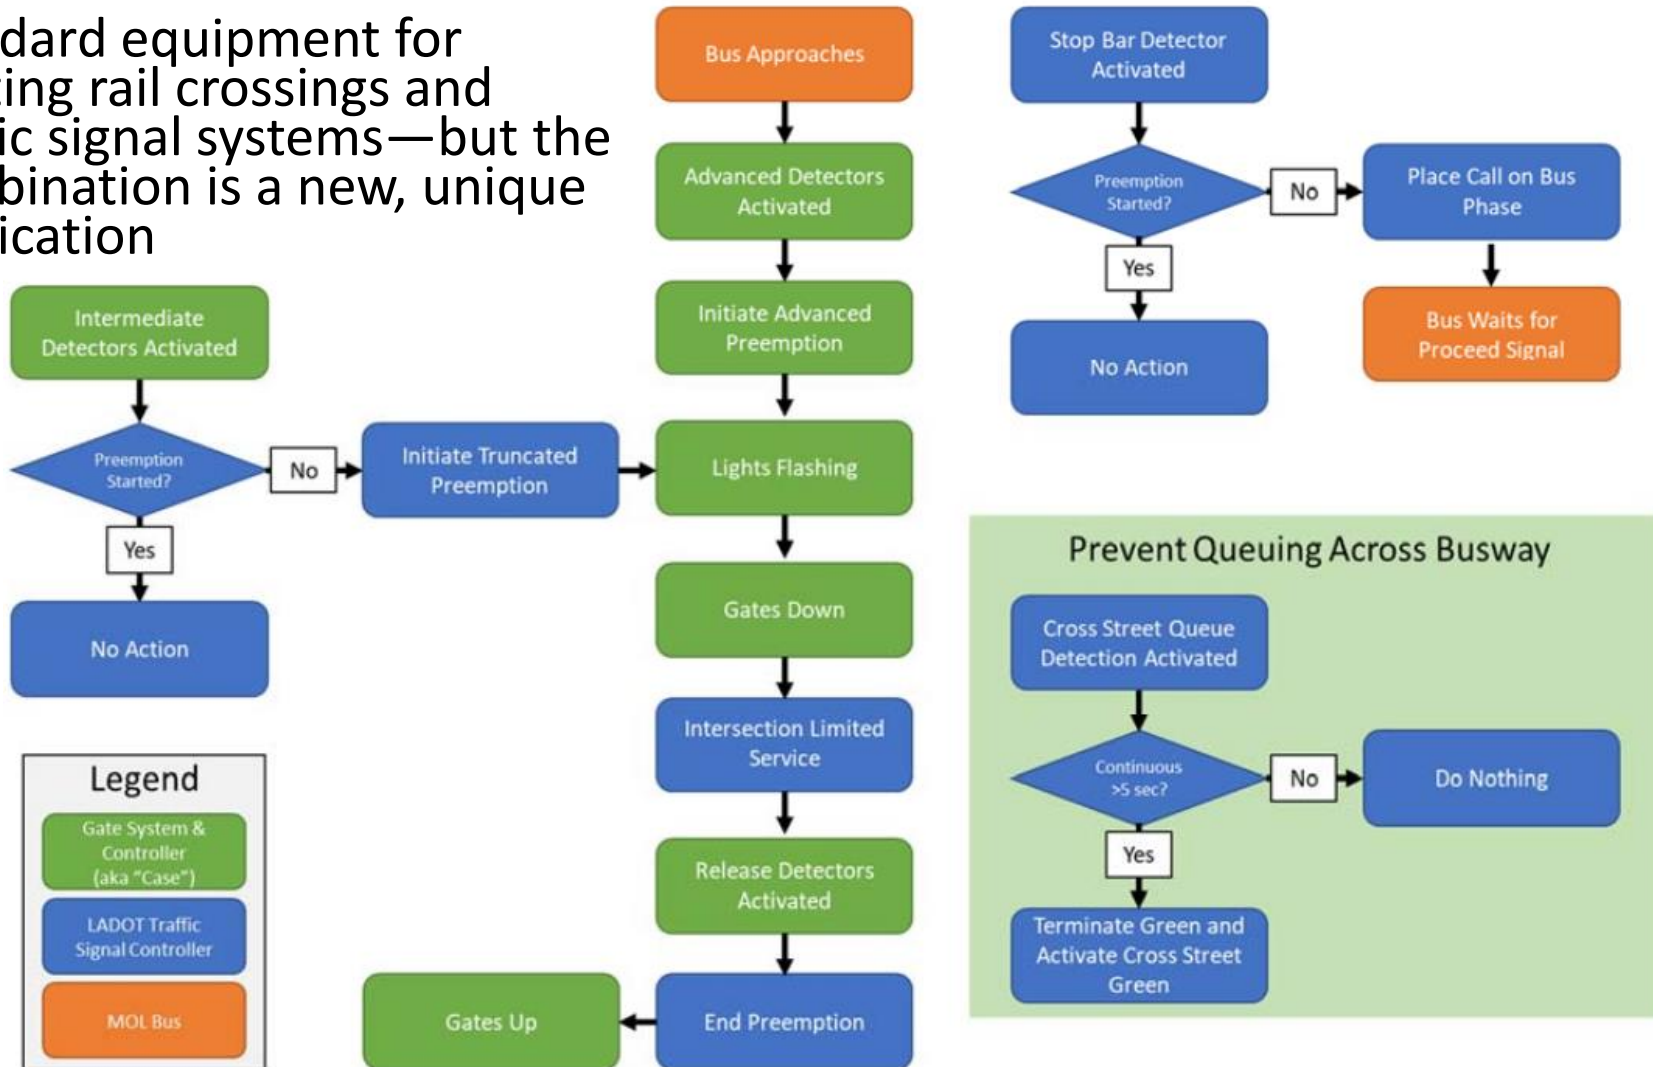 dard equipment for
ing rail crossings and
ic signal systems—but the
bination is a new, unique
ication
Bus Approaches
Advanced Detectors
Activated
Initiate Advanced
Preemption
Intermediate
Detectors Activated
Preemption
Started?
No
Initiate Truncated
Preemption
Yes
No Action
Lights Flashing
Gates Down
Intersection Limited
Service
Release Detectors
Activated
End Preemption
Gates Up
Stop Bar Detector
Activated
Preemption
Started?
No
Place Call on Bus
Phase
Bus Waits for
Proceed Signal
Yes
No Action
Prevent Queuing Across Busway
Cross Street Queue
Detection Activated
Continuous
>5 sec?
No
Do Nothing
Yes
Terminate Green and
Activate Cross Street
Green
Legend
Gate System &
Controller
(aka "Case")
LADOT Traffic
Signal Controller
MOL Bus